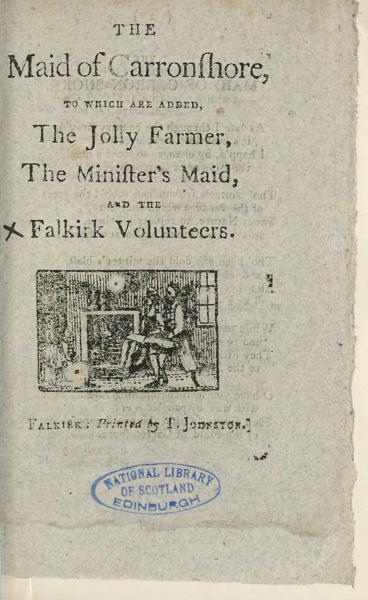 THE
Maid of Carronſhore,
TO WHICH ARE ADDED,
The Jolly Farmer,
The Miniſter's Maid,
AND THE
Falkirk Volunteers.
FALKIRK: Printed by T. JOHNSTON.]
NATIONAL LIBRARY
OF SCOTLAND
EDINBURGH